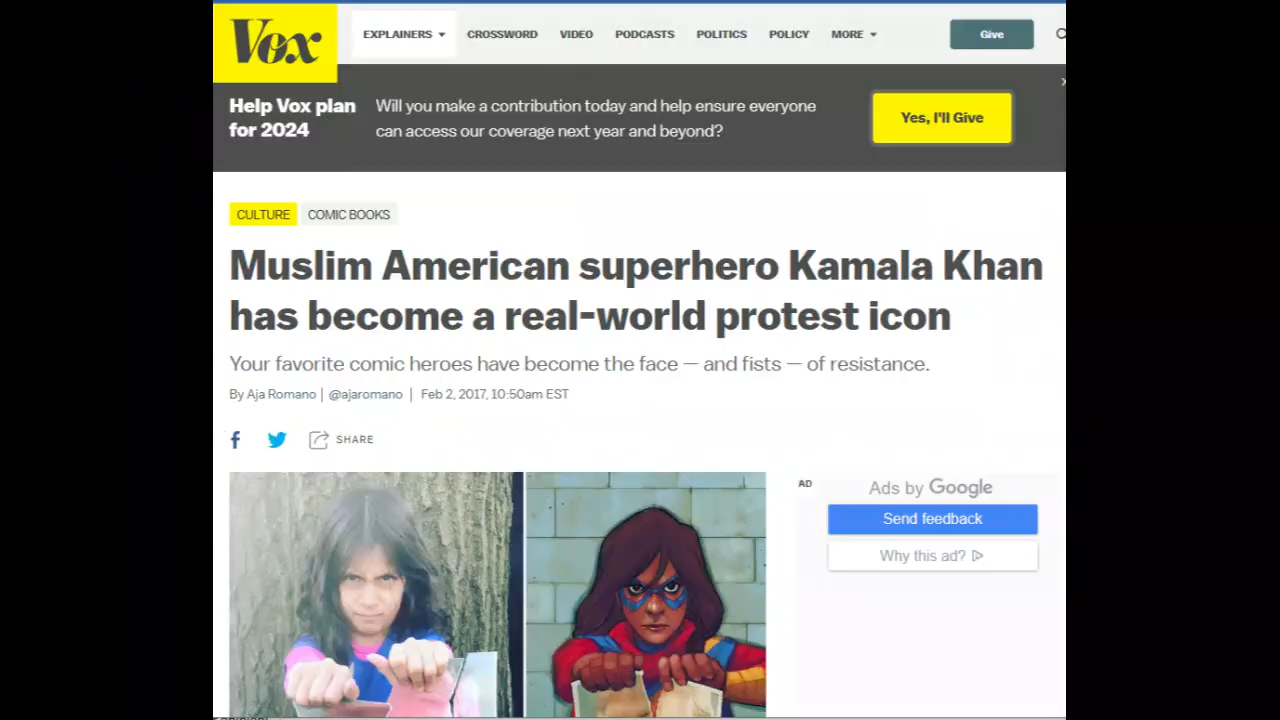 Vox
EXPLAINERS CROSSWORD VIDEO PODCASTS POLITICS POLICY MORE Give
Help Vox plan
for 2024
Will you make a contribution today and help ensure everyone
can access our coverage next year and beyond?
Yes, I'll Give
CULTURE COMIC BOOKS
Muslim American superhero Kamala Khan
has become a real-world protest icon
Your favorite comic heroes have become the face — and fists — of resistance.
By Aja Romano | @ajaromano | Feb 2, 2017, 10:50am EST
SHARE
AD
Ads by Google
Send feedback
Why this ad?